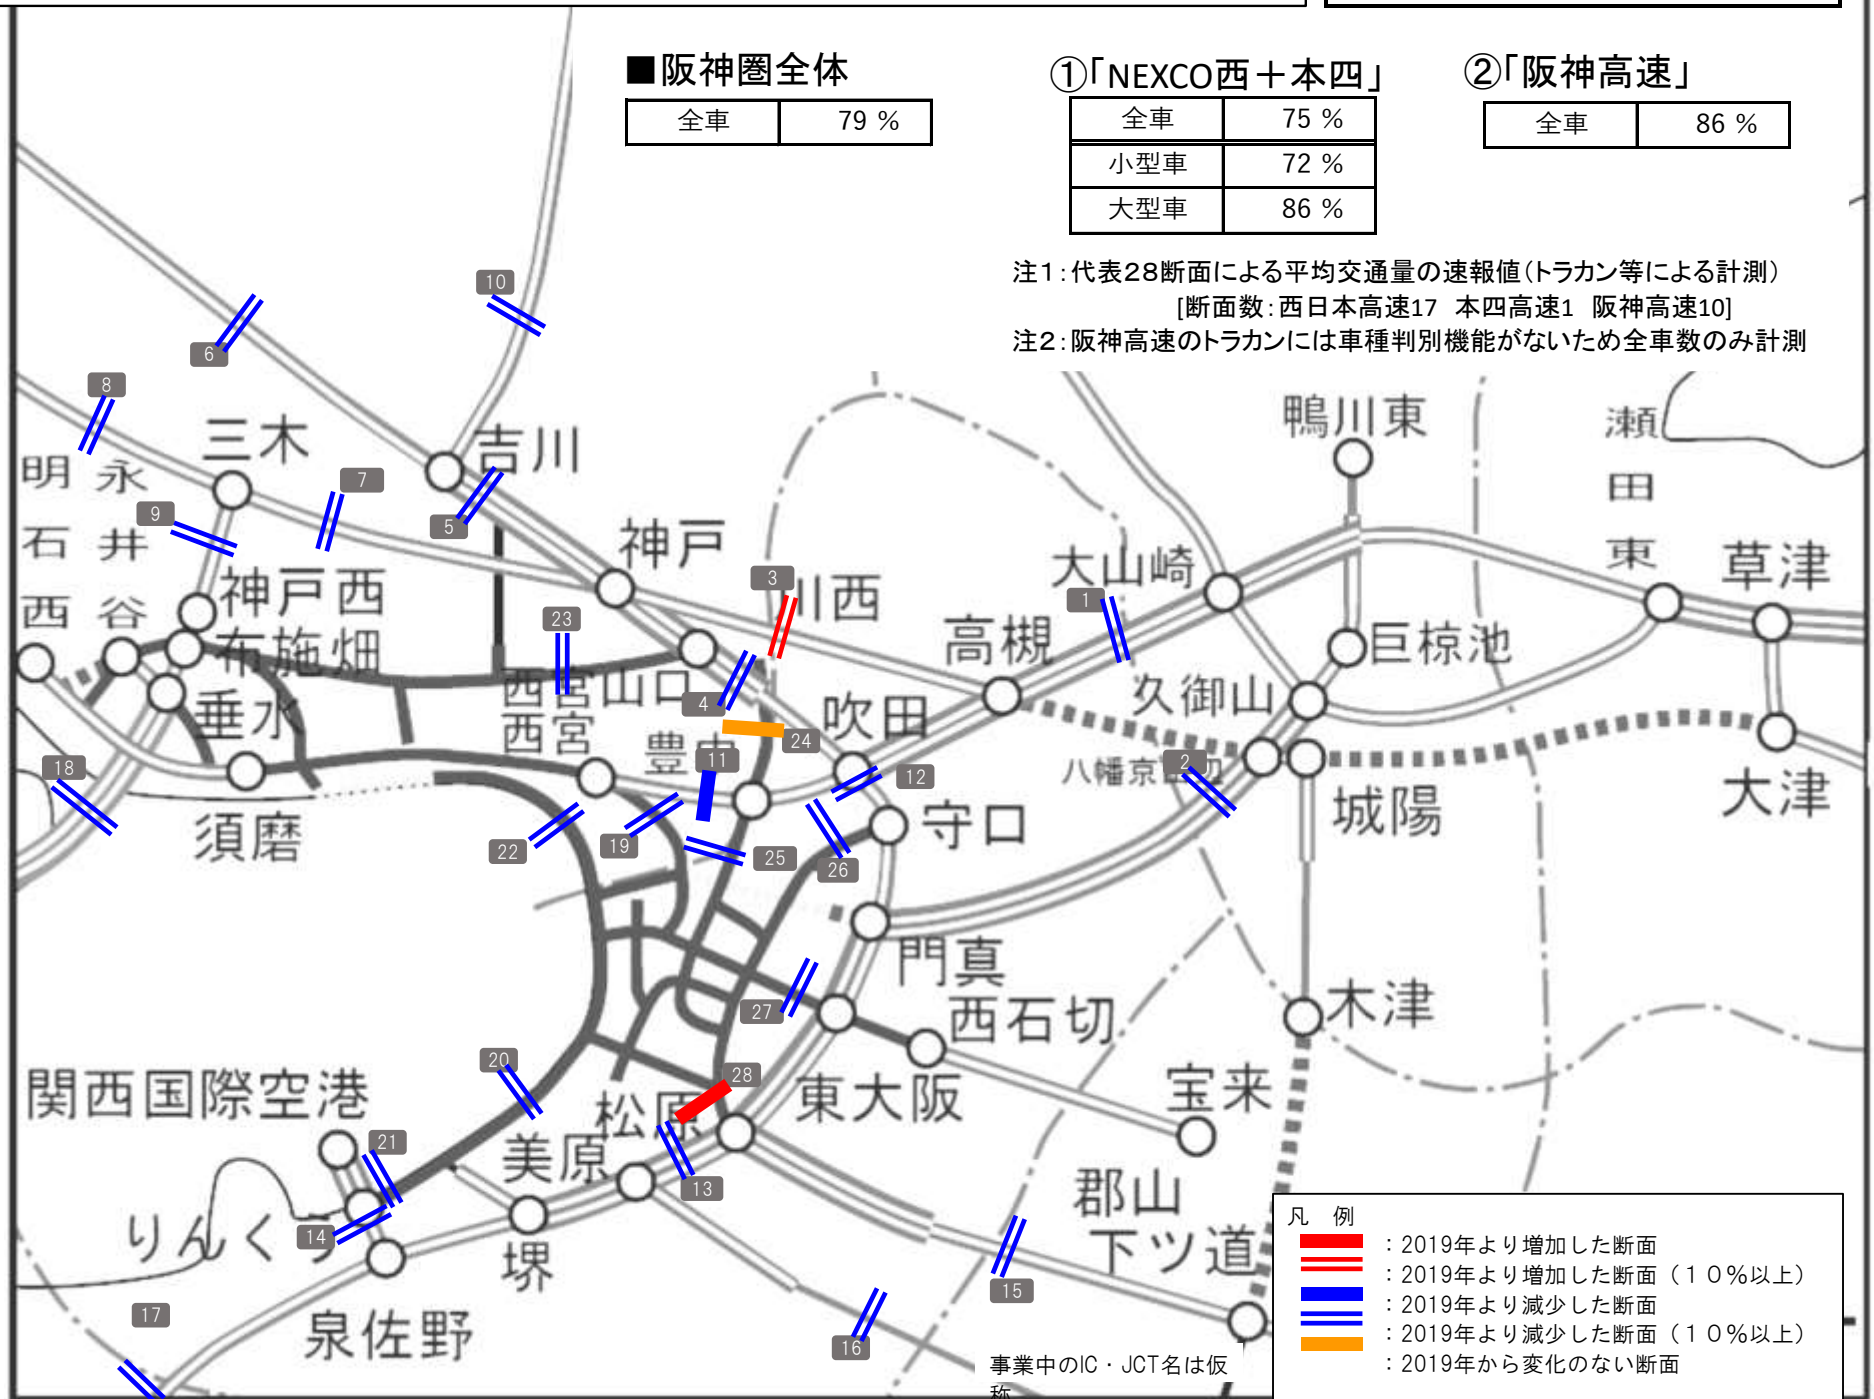 ■阪神圏全体
全車 79 %
①「NEXCO西＋本四」
全車 75 %
小型車 72 %
大型車 86 %
②「阪神高速」
全車 86 %
注1：代表28断面による平均交通量の速報値（トラカン等による計測）
[断面数：西日本高速17 本四高速1 阪神高速10]
注2：阪神高速のトラカンには車種判別機能がないため全車数のみ計測
10
6
8
三木
吉川
鴨川東
瀬田東
明石西
永井谷
7
9
5
神戸
3
川西
大山崎
1
草津
神戸西
布施畑
23
高槻
巨椋池
西宮山口
西宮
4
垂水
吹田
久御山
24
豊中
11
12
18
八幡京田辺
2
大津
須磨
守口
城陽
22
19
25
26
門真
27
西石切
木津
20
28
東大阪
宝来
関西国際空港
松原
21
美原
13
郡山
下ツ道
りんくう
14
堺
15
17
泉佐野
16
事業中のIC・JCT名は仮
称
凡 例
：2019年より増加した断面
：2019年より増加した断面（１０％以上）
：2019年より減少した断面
：2019年より減少した断面（１０％以上）
：2019年から変化のない断面